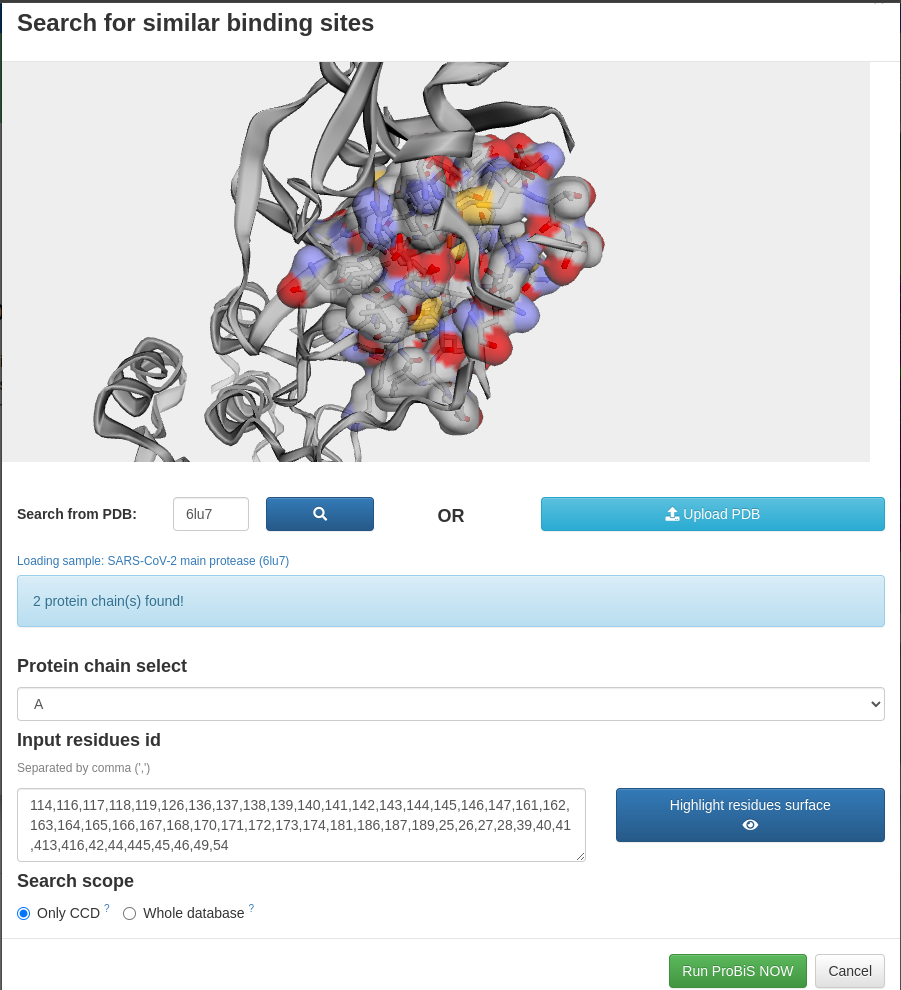 Search for similar binding sites
Search from PDB:
6lu7
OR
Upload PDB
Loading sample: SARS-CoV-2 main protease (6lu7)
2 protein chain(s) found!
Protein chain select
A
Input residues id
Separated by comma (',')
114,116,117,118,119,126,136,137,138,139,140,141,142,143,144,145,146,147,161,162,
163,164,165,166,167,168,170,171,172,173,174,181,186,187,189,25,26,27,28,39,40,41
,413,416,42,44,445,45,46,49,54
Highlight residues surface
Search scope
Only CCD ?
Whole database ?
Run ProBiS NOW
Cancel